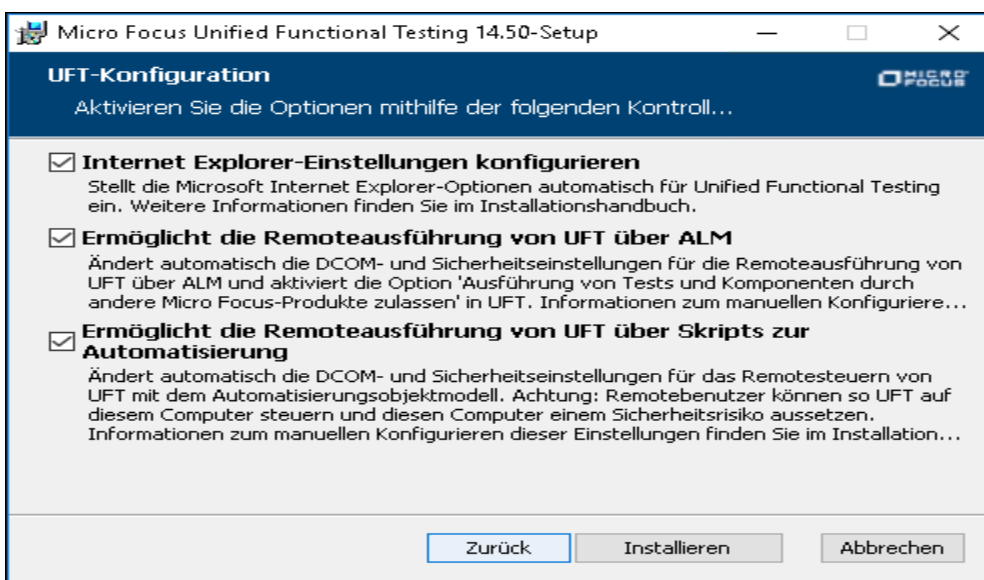 Micro Focus Unified Functional Testing 14.50-Setup
UFT-Konfiguration
MICRO
FOCUS
Aktivieren Sie die Optionen mithilfe der folgenden Kontroll...
Internet Explorer-Einstellungen konfigurieren
Stellt die Microsoft Internet Explorer-Optionen automatisch für Unified Functional Testing
ein. Weitere Informationen finden Sie im Installationshandbuch.
Ermöglicht die Remoteausführung von UFT über ALM
Ändert automatisch die DCOM- und Sicherheitseinstellungen für die Remoteausführung von
UFT über ALM und aktiviert die Option 'Ausführung von Tests und Komponenten durch
andere Micro Focus-Produkte zulassen' in UFT. Informationen zum manuellen Konfiguriere...
Ermöglicht die Remoteausführung von UFT über Skripts zur
Automatisierung
Ändert automatisch die DCOM- und Sicherheitseinstellungen für das Remotesteuern von
UFT mit dem Automatisierungsobjektmodell. Achtung: Remotebenutzer können so UFT auf
diesem Computer steuern und diesen Computer einem Sicherheitsrisiko aussetzen.
Informationen zum manuellen Konfigurieren dieser Einstellungen finden Sie im Installation...
Zurück
Installieren
Abbrechen